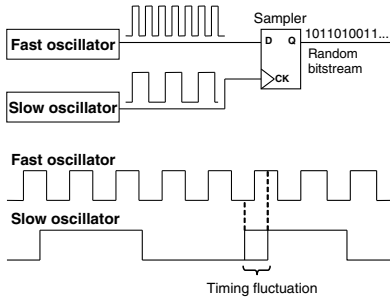 Sampler
Fast oscillator
D Q
1011010011...
Random
bitstream
CK
Slow oscillator
Fast oscillator
Slow oscillator
Timing fluctuation